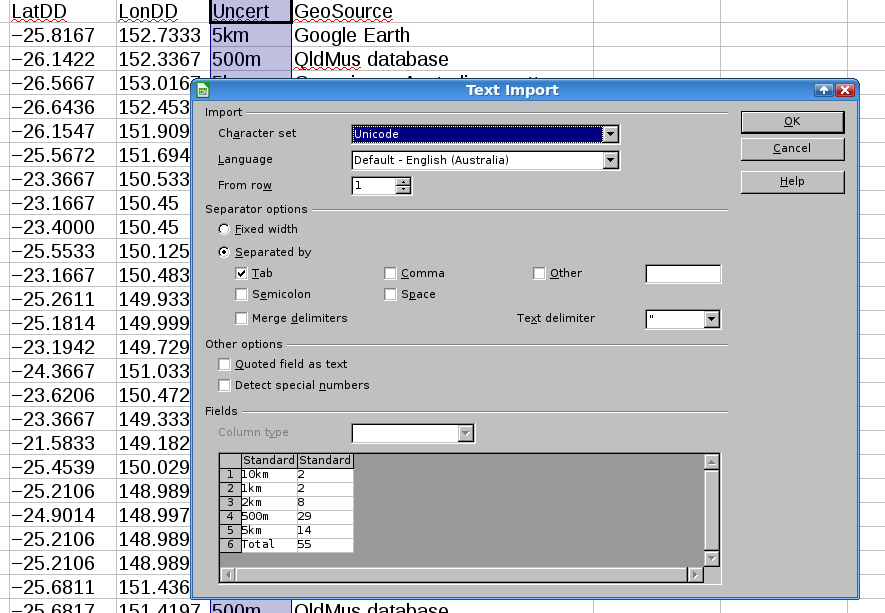 LatDD LonDD Uncert GeoSource
−25.8167 152.7333 5km Google Earth
−26.1422 152.3367 500m QldMus database
−26.5667 153.0167
−26.6436 152.453
−26.1547 151.909
−25.5672 151.694
−23.3667 150.533
−23.1667 150.45
−23.4000 150.45
−25.5533 150.125
−23.1667 150.483
−25.2611 149.933
−25.1814 149.999
−23.1942 149.729
−24.3667 151.033
−23.6206 150.472
−23.3667 149.333
−21.5833 149.182
−25.4539 150.029
−25.2106 148.989
−24.9014 148.997
−25.2106 148.989
−25.2106 148.989
−25.6811 151.436
−25.6817 151.4197 500m QldMus database
Text Import
Import
Character set Unicode
Language Default - English (Australia)
From row 1
Separator options
Fixed width
Separated by
Tab Comma Other
Semicolon Space
Merge delimiters Text delimiter "
Other options
Quoted field as text
Detect special numbers
Fields
Column type
Standard Standard
1 10km 2
2 1km 2
3 2km 8
4 500m 29
5 5km 14
6 Total 55
OK
Cancel
Help